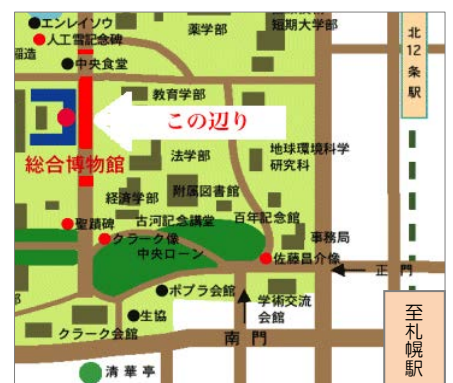 エンレイソウ
人工雪記念碑
稲造
中央食堂
薬学部
短期大学部
北12条駅
教育学部
この辺り
総合博物館
法学部
地球環境科学
研究科
経済学部
附属図書館
聖蹟碑
古河記念講堂
百年記念館
クラーク像
中央ローン
事務局
佐藤昌介像
正門
ポプラ会館
学術交流
会館
生協
クラーク会館
南門
至札幌駅
清華亭